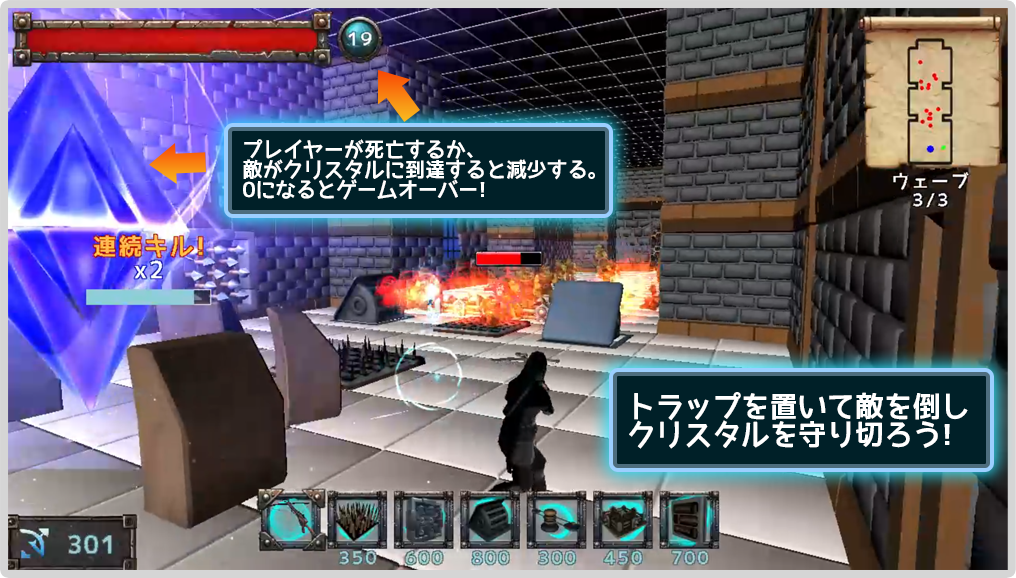 19
プレイヤーが死亡するか、
敵がクリスタルに到達すると減少する。
0になるとゲームオーバー!
ウェーブ
3/3
連続キル!
x2
トラップを置いて敵を倒し
クリスタルを守り切ろう!
301
350 600 800 300 450 700